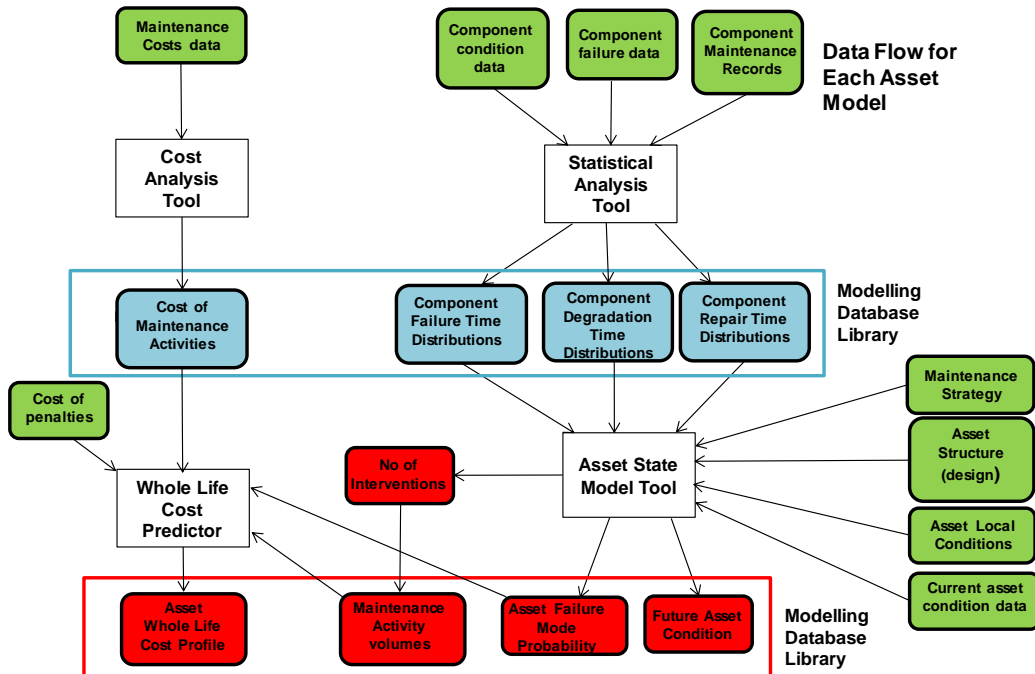 Maintenance
Costs data
Component
condition
data
Component
failure data
Component
Maintenance
Records
Data Flow for
Each Asset
Model
Cost
Analysis
Tool
Statistical
Analysis
Tool
Cost of
Maintenance
Activities
Component
Failure Time
Distributions
Component
Degradation
Time
Distributions
Component
Repair Time
Distributions
Modelling
Database
Library
Cost of
penalties
Maintenance
Strategy
Asset
Structure
(design)
Whole Life
Cost
Predictor
No of
Interventions
Asset State
Model Tool
Asset Local
Conditions
Current asset
condition data
Asset
Whole Life
Cost Profile
Maintenance
Activity
volumes
Asset Failure
Mode
Probability
Future Asset
Condition
Modelling
Database
Library